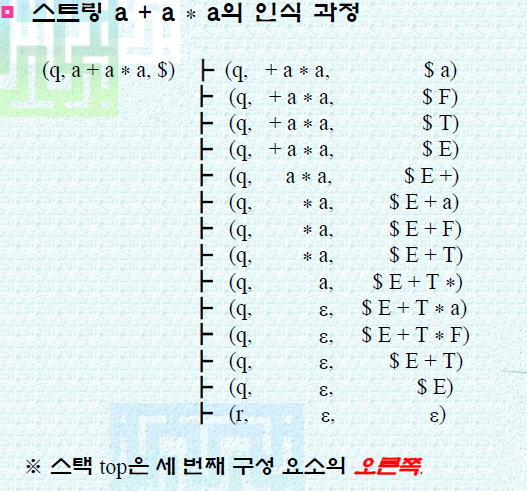 스트링 a + a * a의 인식 과정
(q, a + a * a, $) ├ (q, + a * a, $ a)
├ (q, + a * a, $ F)
├ (q, + a * a, $ T)
├ (q, + a * a, $ E)
├ (q, a * a, $ E +)
├ (q, * a, $ E + a)
├ (q, * a, $ E + F)
├ (q, * a, $ E + T)
├ (q, a, $ E + T *)
├ (q, ε, $ E + T * a)
├ (q, ε, $ E + T * F)
├ (q, ε, $ E + T)
├ (q, ε, $ E)
├ (r, ε, ε)
※ 스택 top은 세 번째 구성 요소의 오른쪽.